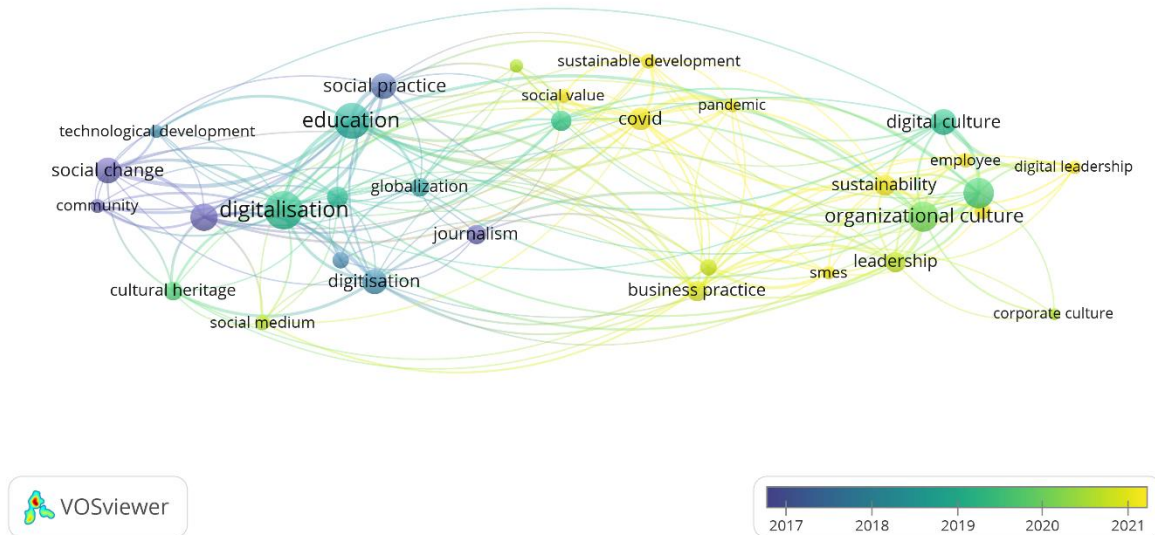 sustainable development
social practice
social value
pandemic
education
covid
digital culture
technological development
employee
social change
digital leadership
globalization
sustainability
community
digitalisation
organizational culture
journalism
leadership
smes
digitisation
cultural heritage
business practice
corporate culture
social medium
VOSviewer
2017 2018 2019 2020 2021